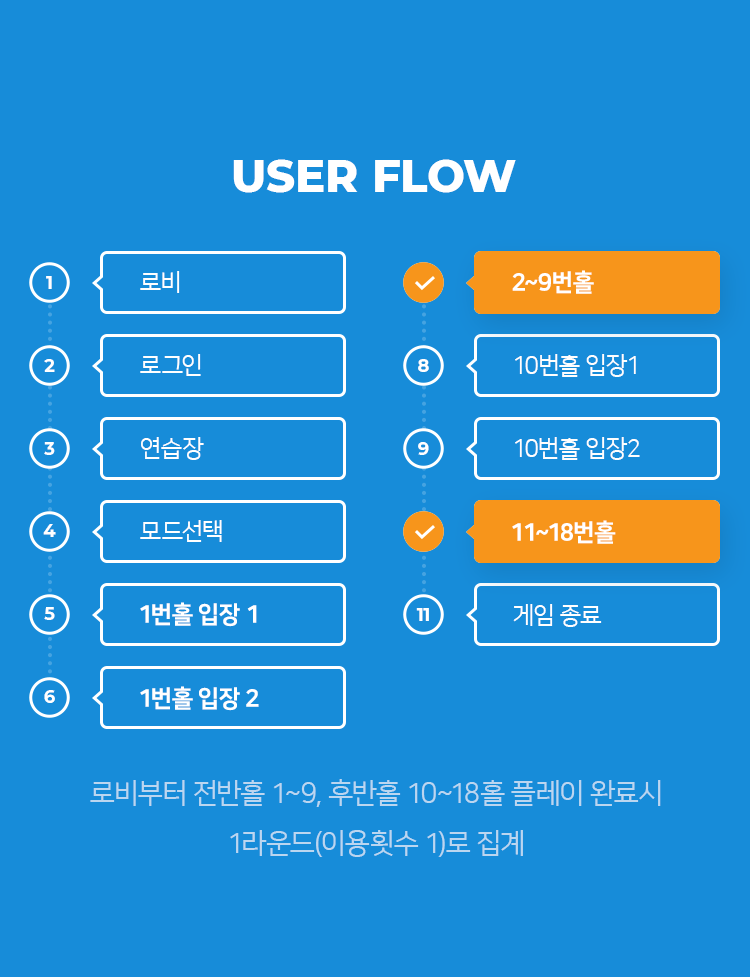 USER FLOW
1 로비
2 로그인
3 연습장
4 모드선택
5 1번홀 입장 1
6 1번홀 입장 2
2~9번홀
8 10번홀 입장1
9 10번홀 입장2
11~18번홀
11 게임 종료
로비부터 전반홀 1~9, 후반홀 10~18홀 플레이 완료시
1라운드(이용횟수 1)로 집계